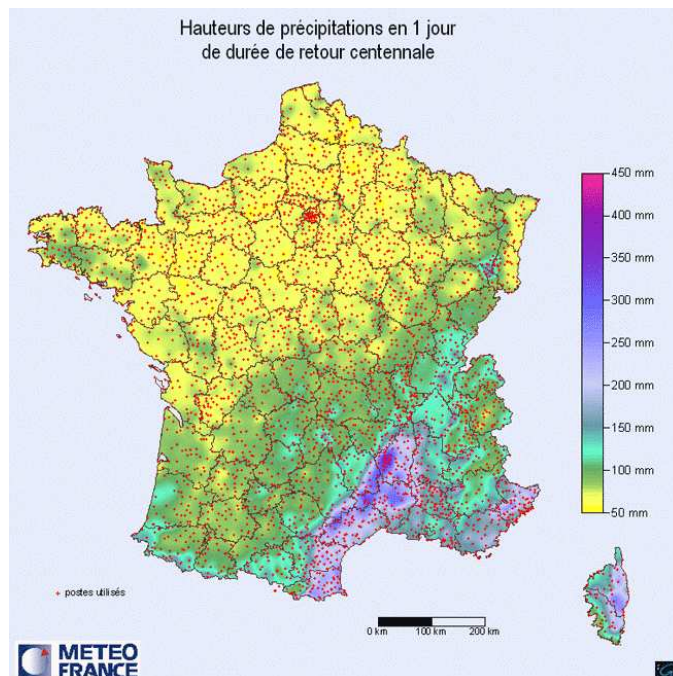 Hauteurs de précipitations en 1 jour
de durée de retour centennale
450 mm
400 mm
350 mm
300 mm
250 mm
200 mm
150 mm
100 mm
50 mm
postes utilisés
0 km 100 km 200 km
METEO
FRANCE